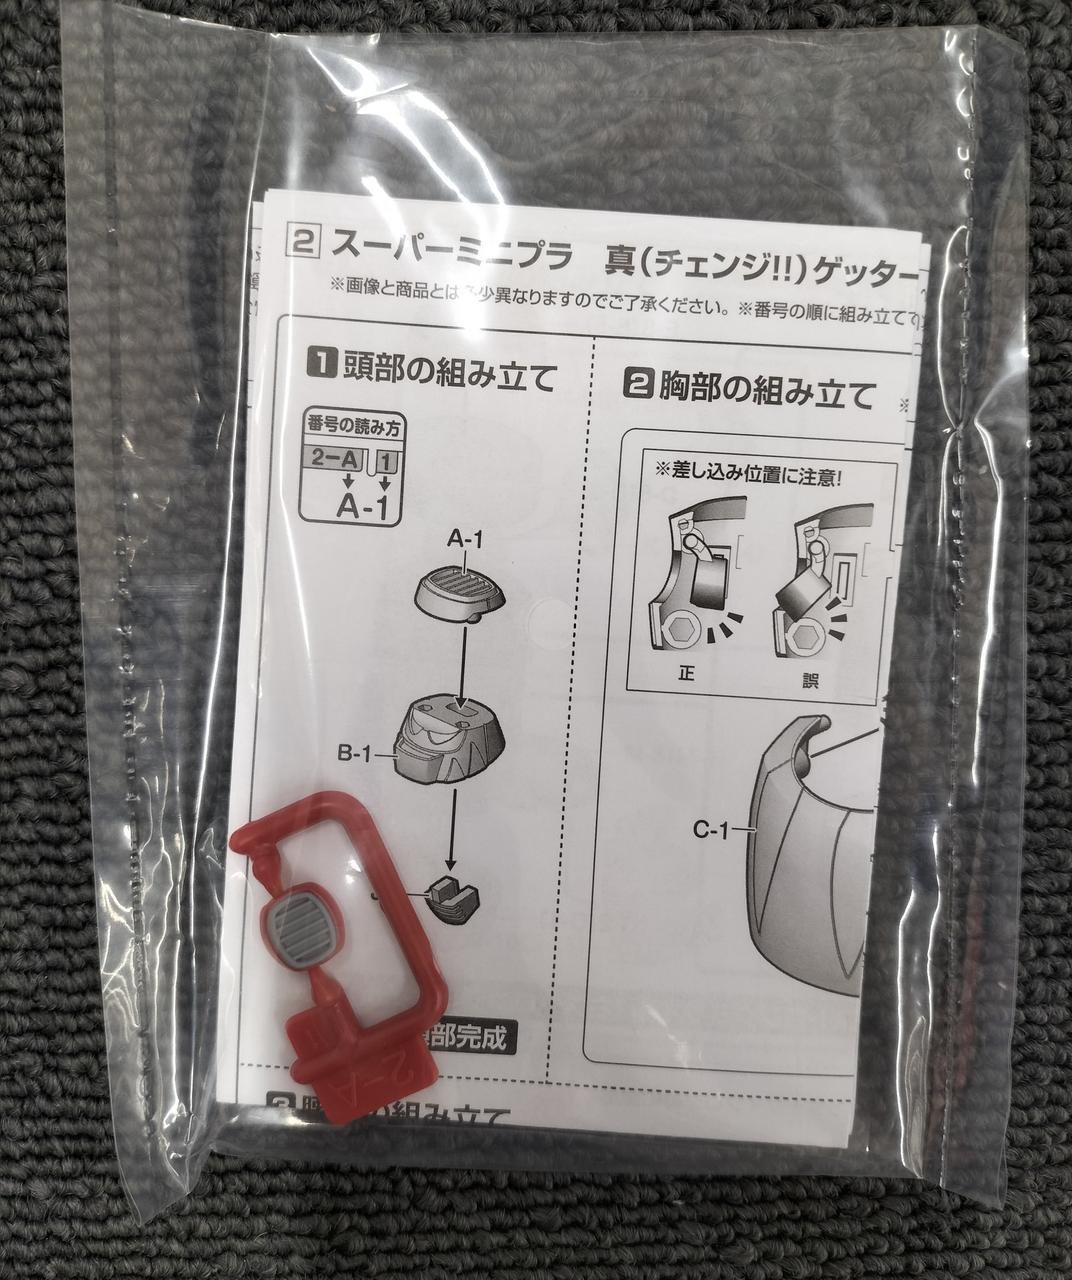 2 スーパーミニプラ 真(チェンジ!!)ゲッター
※画像と商品とは 少異なりますのでご了承ください。※番号の順に組み立てて
1 頭部の組み立て
番号の読み方
2-A 1
A-1
A-1
B-1
部完成
2 胸部の組み立て
※差し込み位置に注意!
正
誤
C-1
の組み立て
2-A